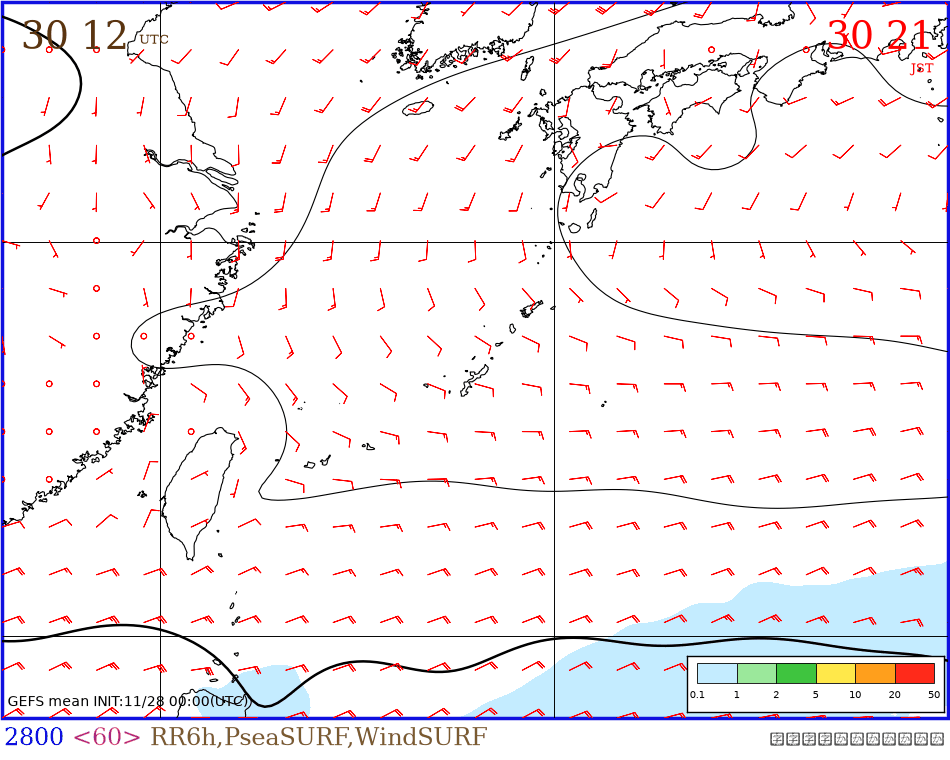 30 12 UTC
30 21 JST
0.1 1 2 5 10 20 50
GEFS mean INIT:11/28 00:00(UTC)
2800 <60> RR6h,PseaSURF,WindSURF